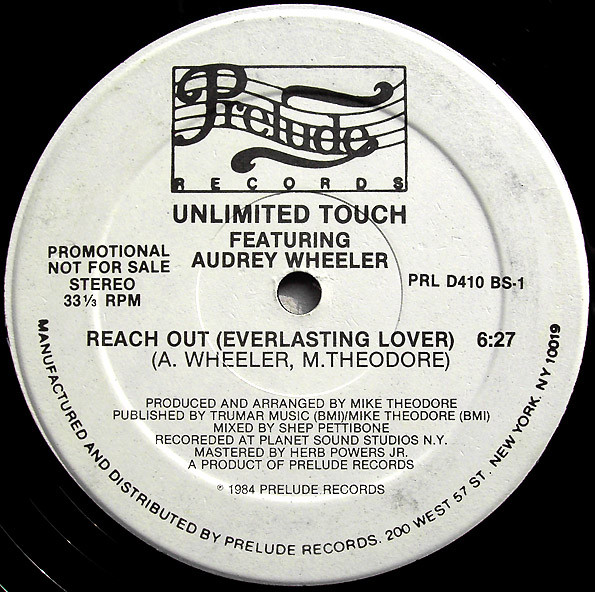 Prelude
RECORDS
UNLIMITED TOUCH
FEATURING
AUDREY WHEELER
PROMOTIONAL
NOT FOR SALE
STEREO
33⅓ RPM
PRL D410 BS-1
REACH OUT (EVERLASTING LOVER) 6:27
(A. WHEELER, M.THEODORE)
PRODUCED AND ARRANGED BY MIKE THEODORE
PUBLISHED BY TRUMAR MUSIC (BMI)/MIKE THEODORE (BMI)
MIXED BY SHEP PETTIBONE
RECOREDED AT PLANET SOUND STUDIOS N.Y.
MASTERED BY HERB POWERS JR.
A PRODUCT OF PRELUDE RECORDS
℗ 1984 PRELUDE RECORDS
MANUFACTURED AND DISTRIBUTED BY PRELUDE RECORDS. 200 WEST 57 ST. NEW YORK. NY 10019